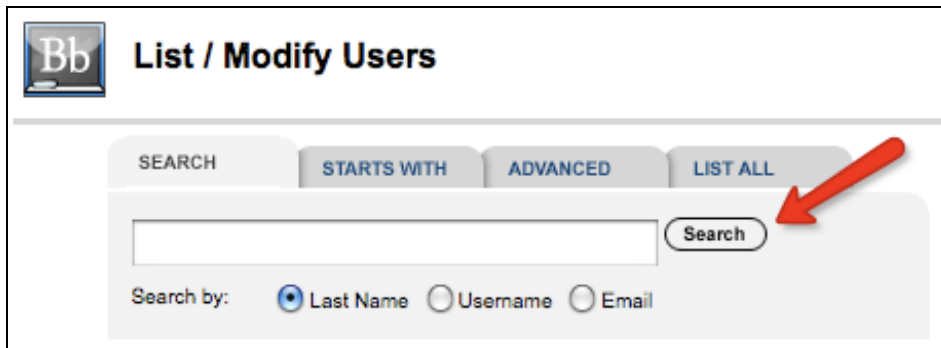 Bb
List / Modify Users
SEARCH STARTS WITH ADVANCED LIST ALL
Search
Search by: Last Name Username Email